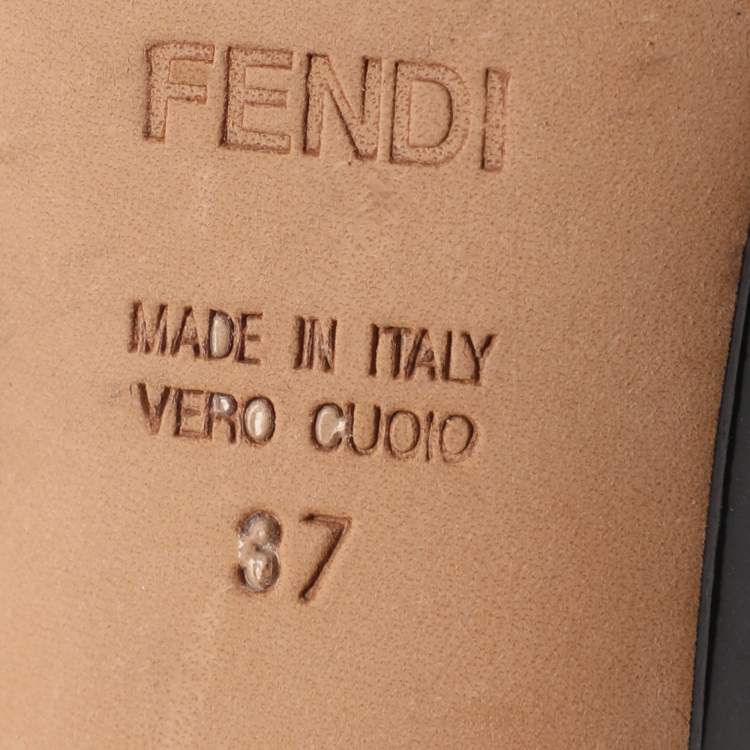 FENDI
MADE IN ITALY
VERO CUOIO
37